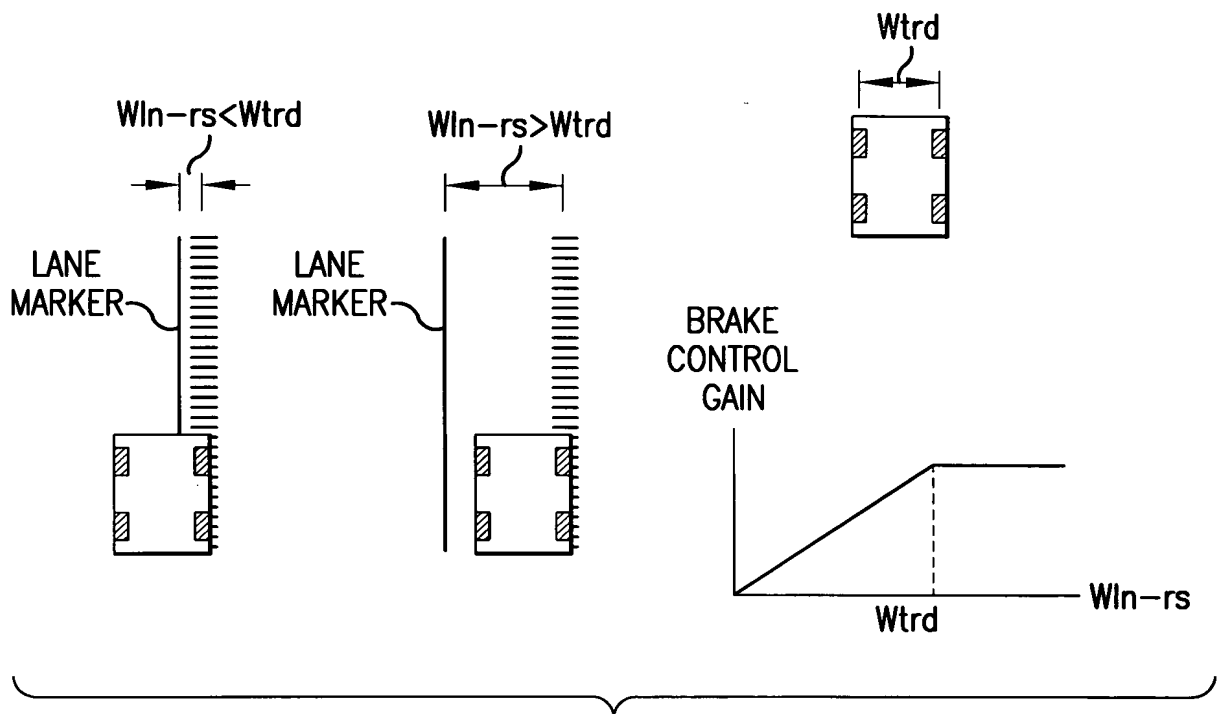 Wtrd
Wln-rs<Wtrd
Wln-rs>Wtrd
LANE
MARKER
LANE
MARKER
BRAKE
CONTROL
GAIN
Wtrd
Wln-rs